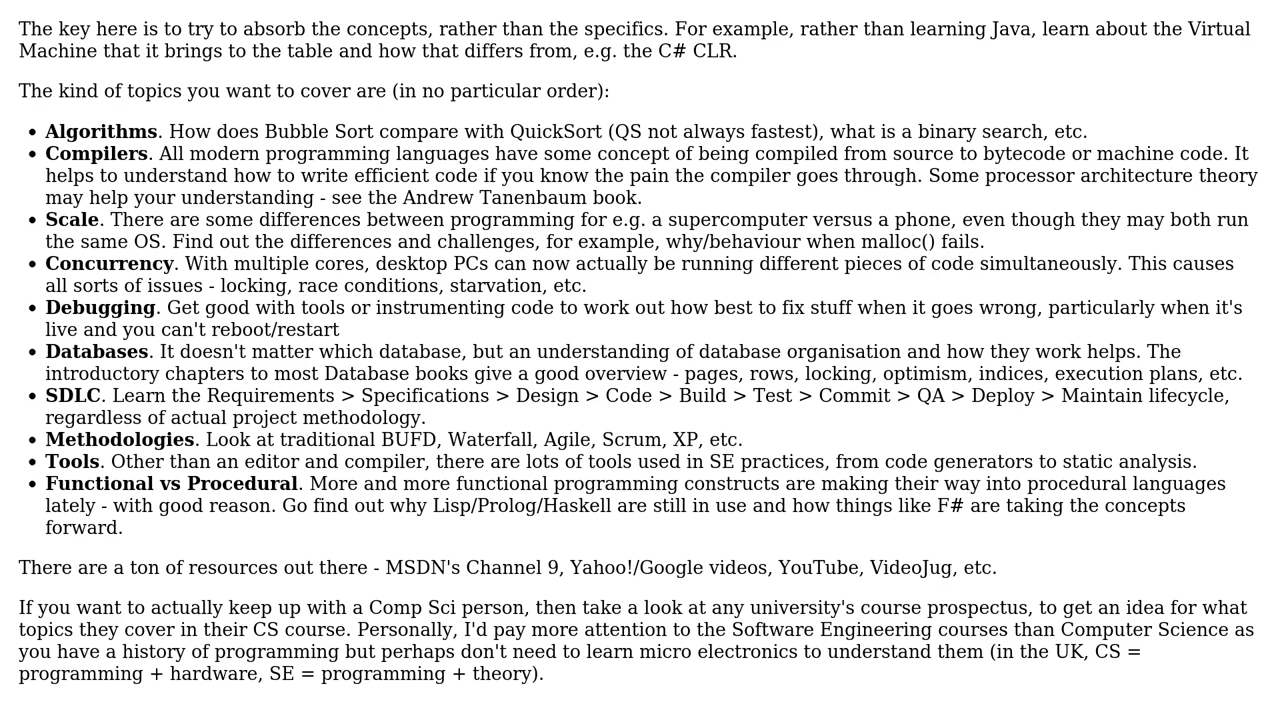 The key here is to try to absorb the concepts, rather than the specifics. For example, rather than learning Java, learn about the Virtual
Machine that it brings to the table and how that differs from, e.g. the C# CLR.
The kind of topics you want to cover are (in no particular order):
• Algorithms. How does Bubble Sort compare with QuickSort (QS not always fastest), what is a binary search, etc.
• Compilers. All modern programming languages have some concept of being compiled from source to bytecode or machine code. It
helps to understand how to write efficient code if you know the pain the compiler goes through. Some processor architecture theory
may help your understanding - see the Andrew Tanenbaum book.
• Scale. There are some differences between programming for e.g. a supercomputer versus a phone, even though they may both run
the same OS. Find out the differences and challenges, for example, why/behaviour when malloc() fails.
• Concurrency. With multiple cores, desktop PCs can now actually be running different pieces of code simultaneously. This causes
all sorts of issues - locking, race conditions, starvation, etc.
• Debugging. Get good with tools or instrumenting code to work out how best to fix stuff when it goes wrong, particularly when it's
live and you can't reboot/restart
• Databases. It doesn't matter which database, but an understanding of database organisation and how they work helps. The
introductory chapters to most Database books give a good overview - pages, rows, locking, optimism, indices, execution plans, etc.
• SDLC. Learn the Requirements > Specifications > Design > Code > Build > Test > Commit > QA > Deploy > Maintain lifecycle,
regardless of actual project methodology.
• Methodologies. Look at traditional BUFD, Waterfall, Agile, Scrum, XP, etc.
• Tools. Other than an editor and compiler, there are lots of tools used in SE practices, from code generators to static analysis.
• Functional vs Procedural. More and more functional programming constructs are making their way into procedural languages
lately - with good reason. Go find out why Lisp/Prolog/Haskell are still in use and how things like F# are taking the concepts
forward.
There are a ton of resources out there - MSDN's Channel 9, Yahoo!/Google videos, YouTube, VideoJug, etc.
If you want to actually keep up with a Comp Sci person, then take a look at any university's course prospectus, to get an idea for what
topics they cover in their CS course. Personally, I'd pay more attention to the Software Engineering courses than Computer Science as
you have a history of programming but perhaps don't need to learn micro electronics to understand them (in the UK, CS =
programming + hardware, SE = programming + theory).